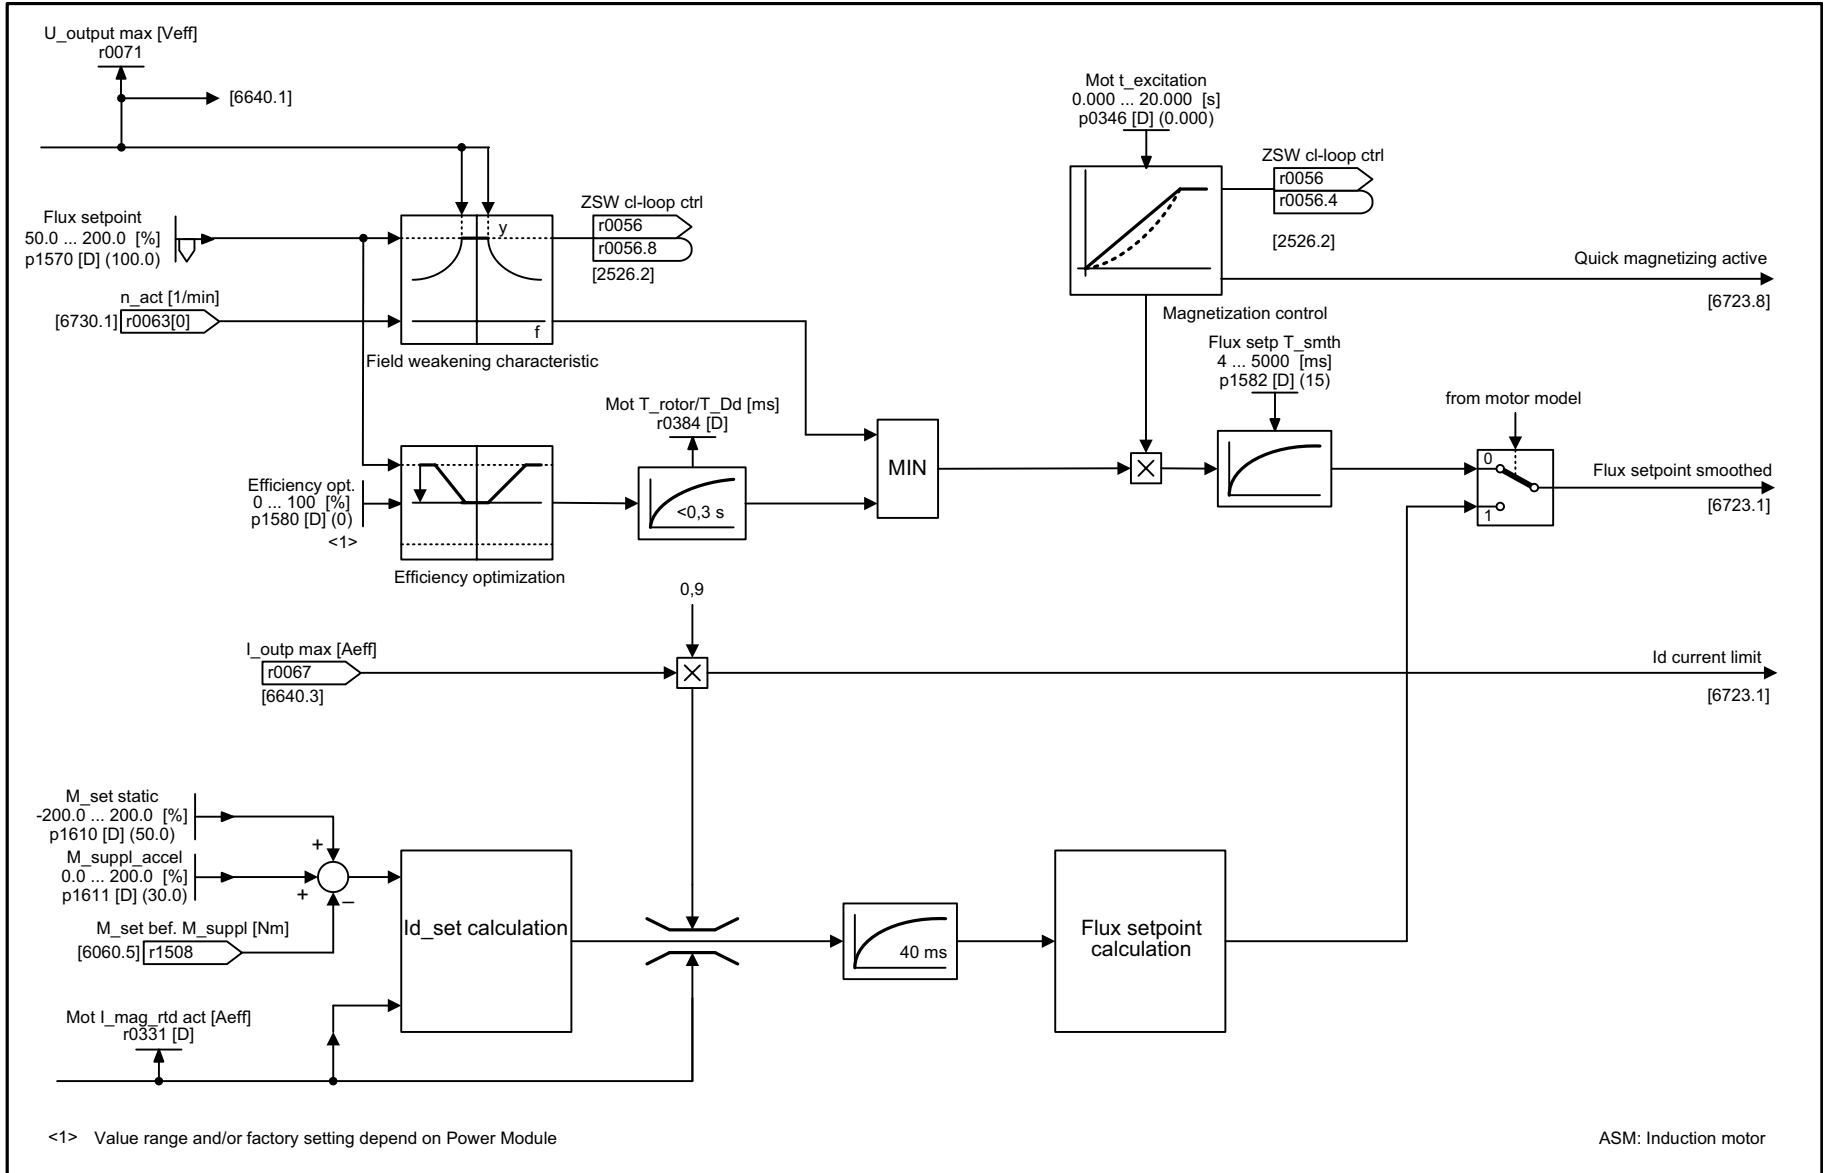 U_output max [Veff]
r0071
[6640.1]
Flux setpoint
50.0 ... 200.0 [%]
p1570 [D] (100.0)
n_act [1/min]
[6730.1]
r0063[0]
y
f
Field weakening characteristic
ZSW cl-loop ctrl
r0056
r0056.8
[2526.2]
Mot t_excitation
0.000 ... 20.000 [s]
p0346 [D] (0.000)
ZSW cl-loop ctrl
r0056
r0056.4
[2526.2]
Quick magnetizing active
[6723.8]
Magnetization control
Flux setp T_smth
4 ... 5000 [ms]
p1582 [D] (15)
Mot T_rotor/T_Dd [ms]
r0384 [D]
<0,3 s
MIN
from motor model
0
1
Flux setpoint smoothed
[6723.1]
Efficiency opt.
0 ... 100 [%]
p1580 [D] (0)
<1>
Efficiency optimization
0,9
I_outp max [Aeff]
r0067
[6640.3]
Id current limit
[6723.1]
M_set static
-200.0 ... 200.0 [%]
p1610 [D] (50.0)
+
M_suppl_accel
0.0 ... 200.0 [%]
p1611 [D] (30.0)
+
–
M_set bef. M_suppl [Nm]
[6060.5]
r1508
Id_set calculation
40 ms
Flux setpoint
calculation
Mot I_mag_rtd act [Aeff]
r0331 [D]
<1> Value range and/or factory setting depend on Power Module
ASM: Induction motor